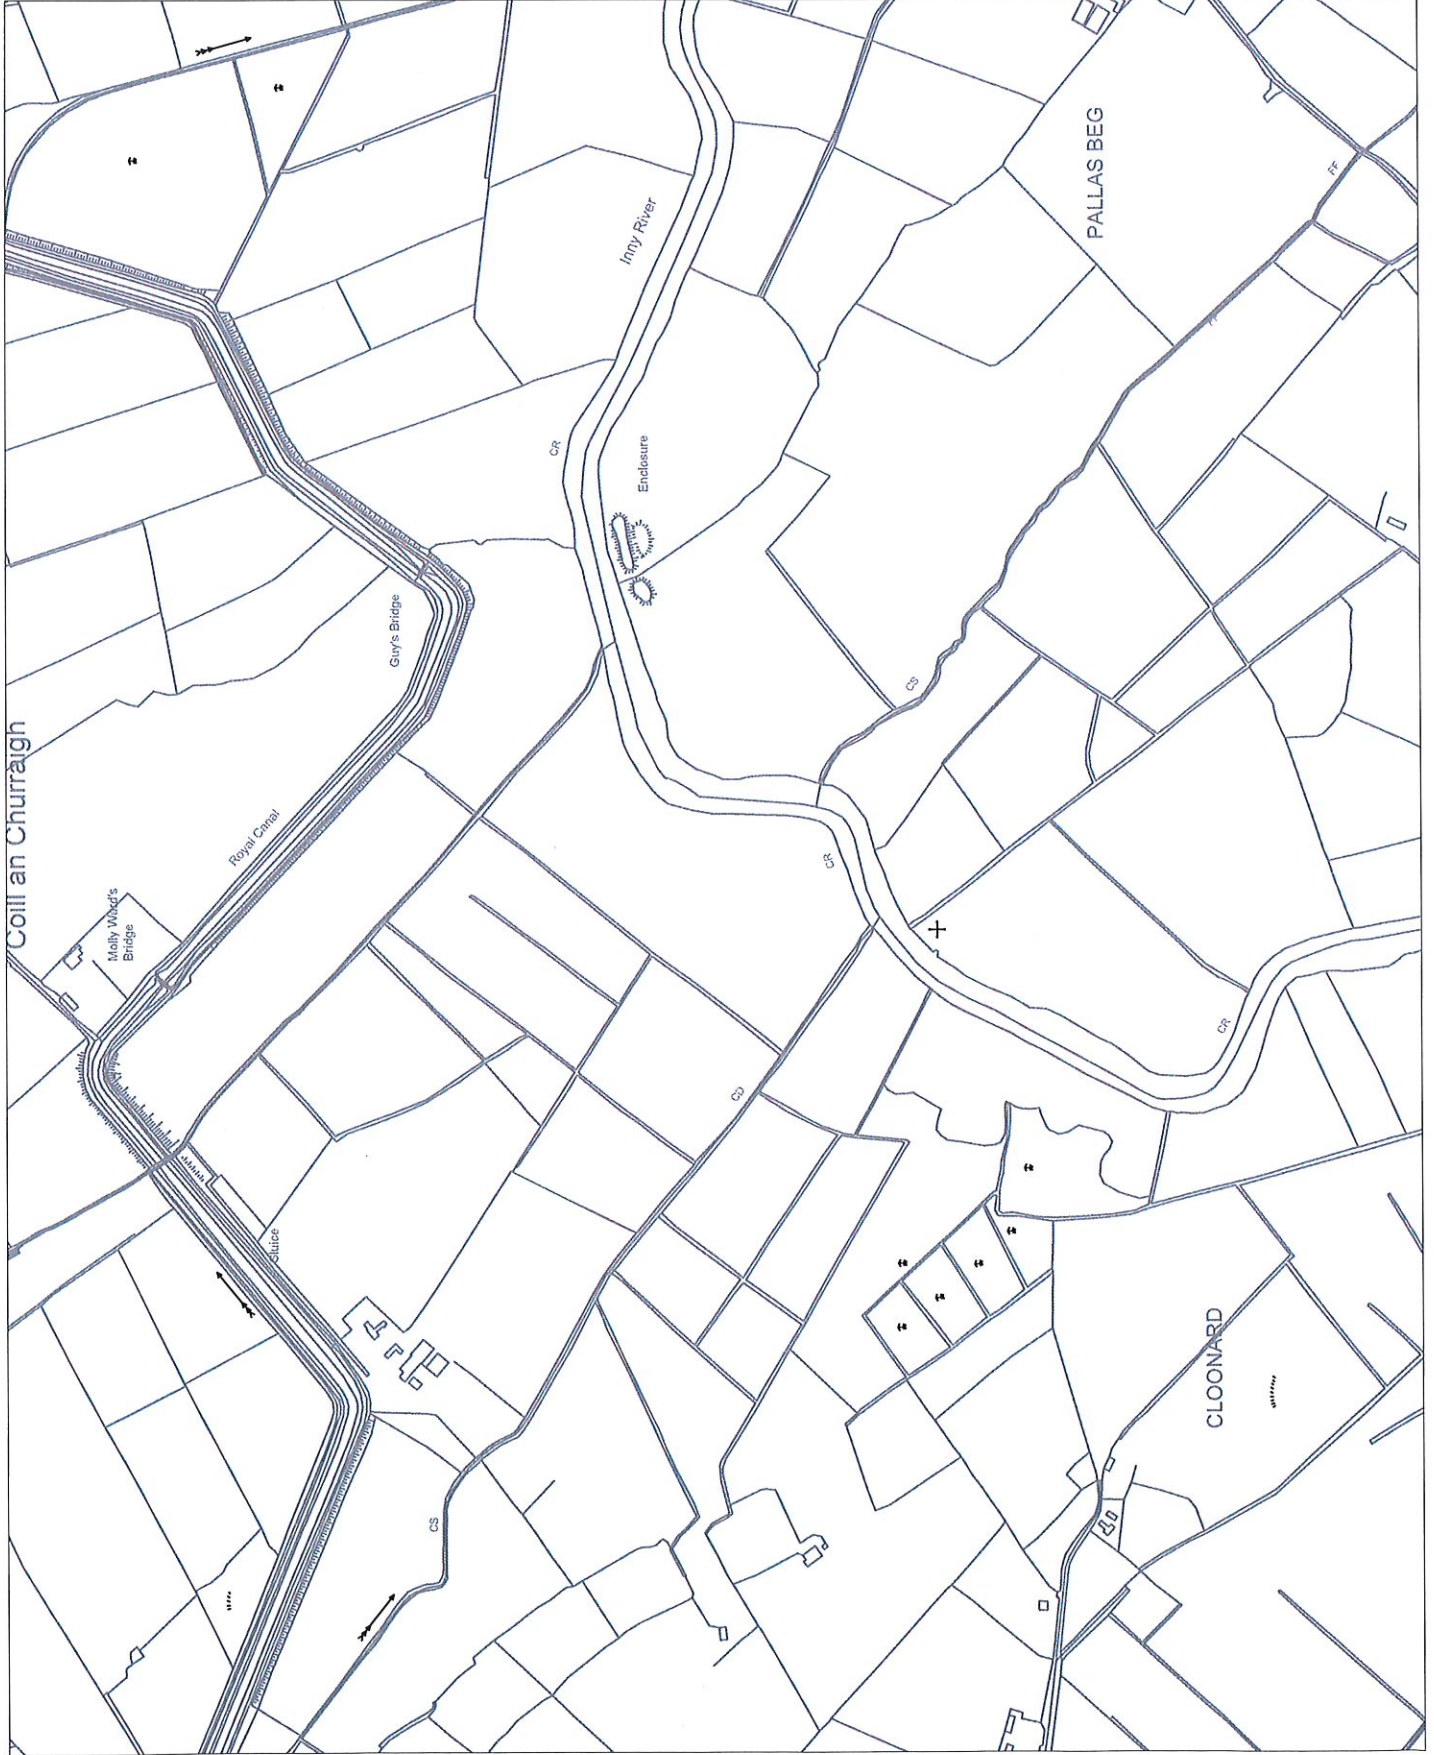 Coill an Churraigh
Molly Ward's
Bridge
Royal Canal
Guy's Bridge
Sluice
Inny River
CR
Enclosure
PALLAS BEG
FF
CS
CR
CD
CR
CS
CLOONARD